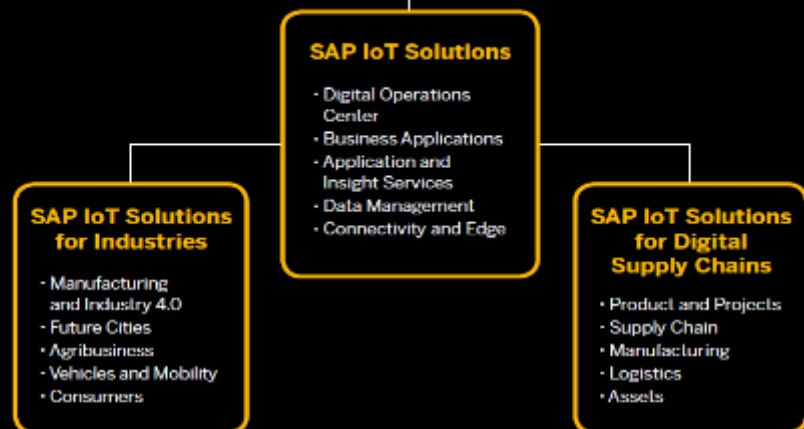 SAP IoT Solutions
· Digital Operations
Center
· Business Applications
· Application and
Insight Services
· Data Management
· Connectivity and Edge
SAP IoT Solutions
for Industries
· Manufacturing
and Industry 4.0
· Future Cities
· Agribusiness
· Vehicles and Mobility
· Consumers
SAP IoT Solutions
for Digital
Supply Chains
· Product and Projects
· Supply Chain
· Manufacturing
· Logistics
· Assets